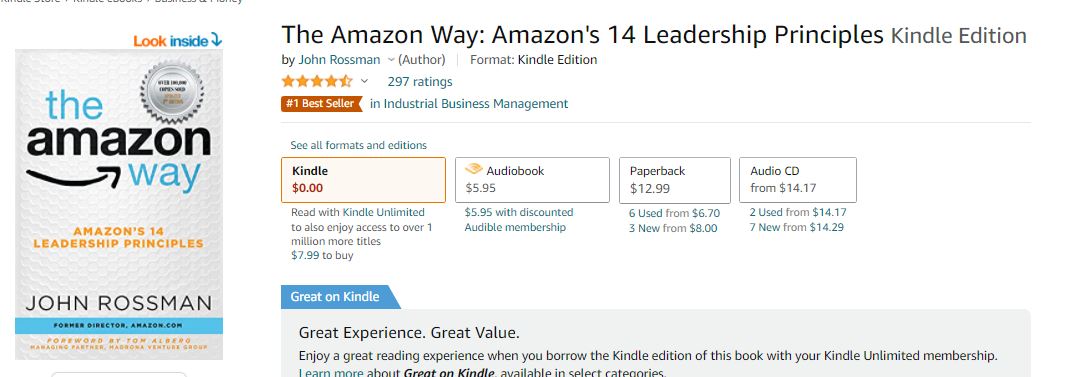 Kindle Store › Kindle eBooks › Business & Money
Look inside
The Amazon Way: Amazon's 14 Leadership Principles Kindle Edition
by John Rossman (Author) Format: Kindle Edition
297 ratings
#1 Best Seller in Industrial Business Management
OVER 100,000
COPIES SOLD
the
amazon
way
AMAZON'S 14
LEADERSHIP PRINCIPLES
JOHN ROSSMAN
FORMER DIRECTOR, AMAZON.COM
FOREWORD BY TOM ALBERG
MANAGING PARTNER, MADRONA VENTURE GROUP
See all formats and editions
Kindle
$0.00
Read with Kindle Unlimited
to also enjoy access to over 1
million more titles
$7.99 to buy
Audiobook
$5.95
$5.95 with discounted
Audible membership
Paperback
$12.99
6 Used from $6.70
3 New from $8.00
Audio CD
from $14.17
2 Used from $14.17
7 New from $14.29
Great on Kindle
Great Experience. Great Value.
Enjoy a great reading experience when you borrow the Kindle edition of this book with your Kindle Unlimited membership.
Learn more about Great on Kindle, available in select categories.